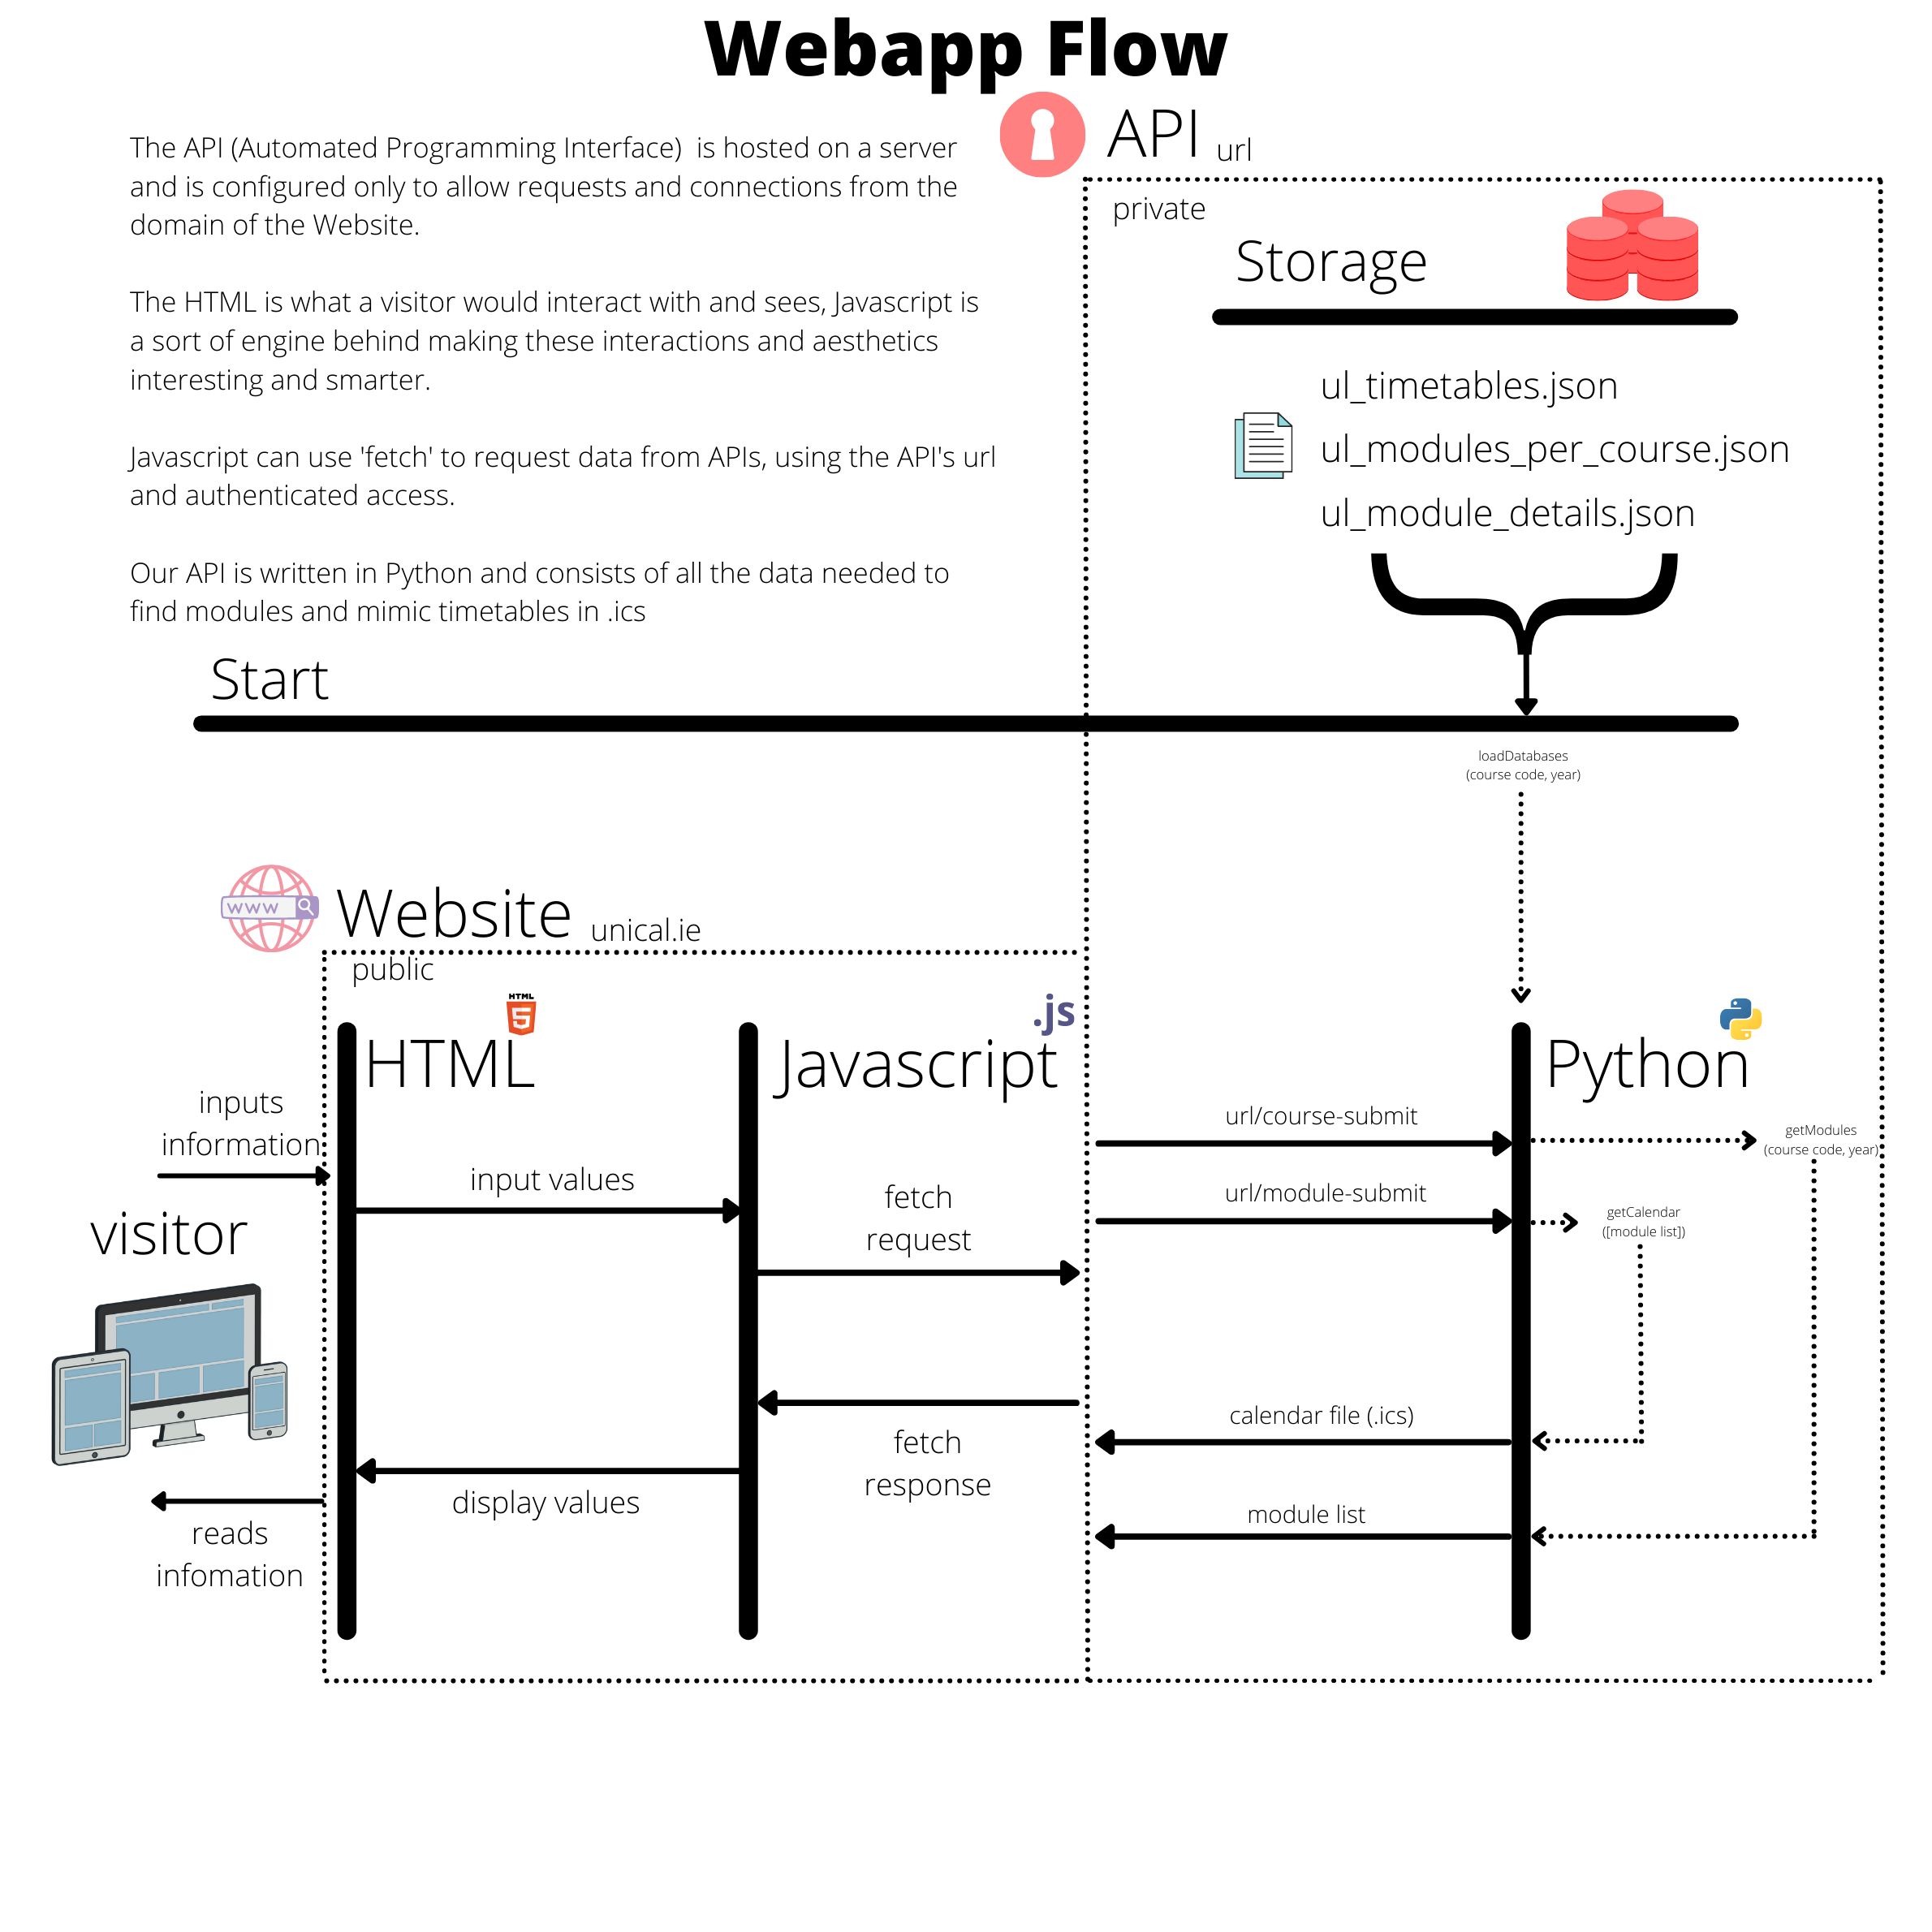 Webapp Flow
API url
The API (Automated Programming Interface)  is hosted on a server
and is configured only to allow requests and connections from the
domain of the Website.
The HTML is what a visitor would interact with and sees, Javascript is
a sort of engine behind making these interactions and aesthetics
interesting and smarter.
Javascript can use 'fetch' to request data from APIs, using the API's url
and authenticated access.
Our API is written in Python and consists of all the data needed to
find modules and mimic timetables in .ics
private
Storage
ul_timetables.json
ul_modules_per_course.json
ul_module_details.json
Start
loadDatabases
(course code, year)
WWW
Website unical.ie
public
HTML
5
HTML
.js
Javascript
Python
inputs
information
visitor
input values
fetch
request
url/course-submit
getModules
(course code, year)
url/module-submit
getCalendar
([module list])
fetch
response
calendar file (.ics)
display values
module list
reads
infomation